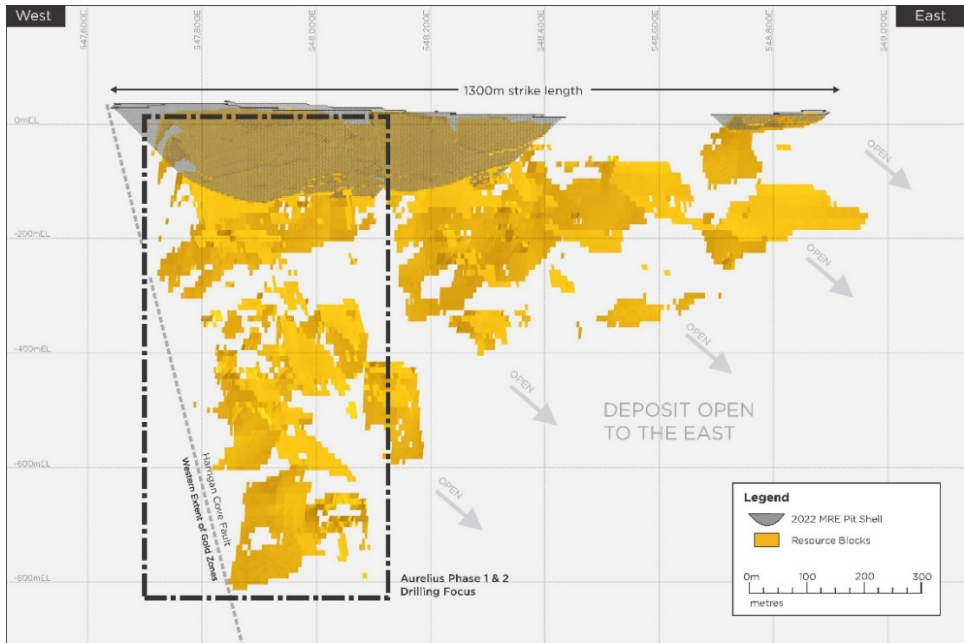 West
East
547,600E
547,800E
548,000E
548,200E
548,400E
548,600E
548,800E
549,000E
1300m strike length
0mEL
-200mEL
-400mEL
-600mEL
-800mEL
OPEN
OPEN
OPEN
OPEN
OPEN
DEPOSIT OPEN
TO THE EAST
Harrigan Cove Fault
Western Extent of Gold Zones
Aurelius Phase 1 & 2
Drilling Focus
Legend
2022 MRE Pit Shell
Resource Blocks
0m 100 200 300
metres